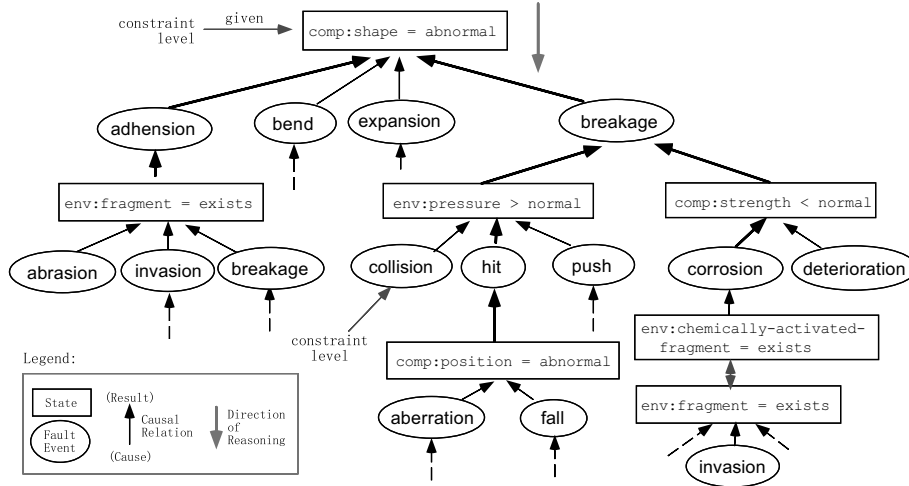 constraint
level
given
comp:shape = abnormal
adhension
bend
expansion
breakage
env:fragment = exists
env:pressure > normal
comp:strength < normal
abrasion
invasion
breakage
collision
hit
push
corrosion
deterioration
constraint
level
env:chemically-activated-
fragment = exists
comp:position = abnormal
env:fragment = exists
aberration
fall
invasion
Legend:
State
Fault
Event
(Result)
Causal
Relation
(Cause)
Direction
of
Reasoning